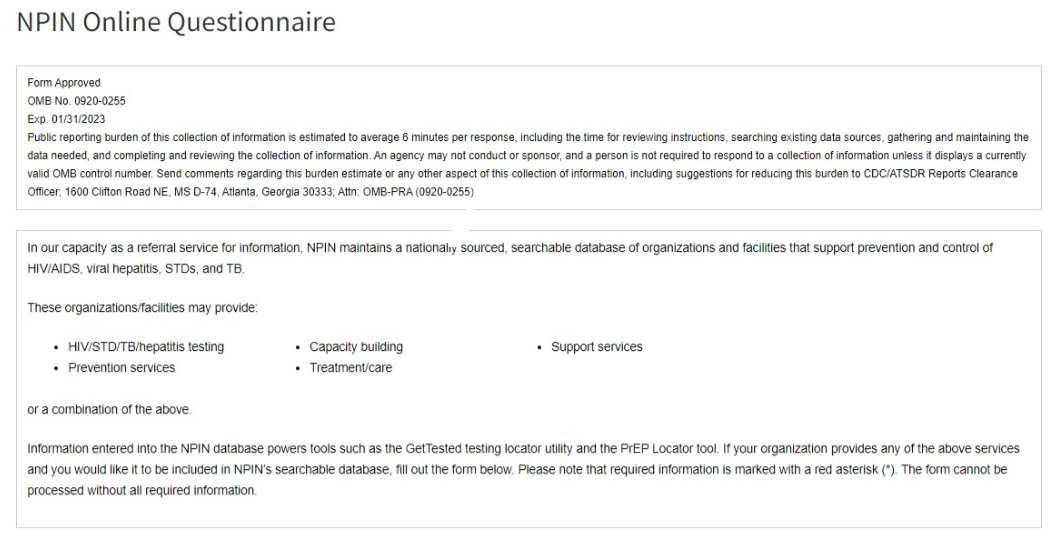 NPIN Online Questionnaire
Form Approved
OMB No. 0920-0255
Exp. 01/31/2023
Public reporting burden of this collection of information is estimated to average 6 minutes per response, including the time for reviewing instructions, searching existing data sources, gathering and maintaining the
data needed, and completing and reviewing the collection of information. An agency may not conduct or sponsor, and a person is not required to respond to a collection of information unless it displays a currently
valid OMB control number. Send comments regarding this burden estimate or any other aspect of this collection of information, including suggestions for reducing this burden to CDC/ATSDR Reports Clearance
Officer; 1600 Clifton Road NE, MS D-74, Atlanta, Georgia 30333; Attn: OMB-PRA (0920-0255)
In our capacity as a referral service for information, NPIN maintains a nationally sourced, searchable database of organizations and facilities that support prevention and control of
HIV/AIDS, viral hepatitis, STDs, and TB.
These organizations/facilities may provide:
• HIV/STD/TB/hepatitis testing • Capacity building • Support services
• Prevention services • Treatment/care
or a combination of the above.
Information entered into the NPIN database powers tools such as the GetTested testing locator utility and the PrEP Locator tool. If your organization provides any of the above services
and you would like it to be included in NPIN's searchable database, fill out the form below. Please note that required information is marked with a red asterisk (*). The form cannot be
processed without all required information.